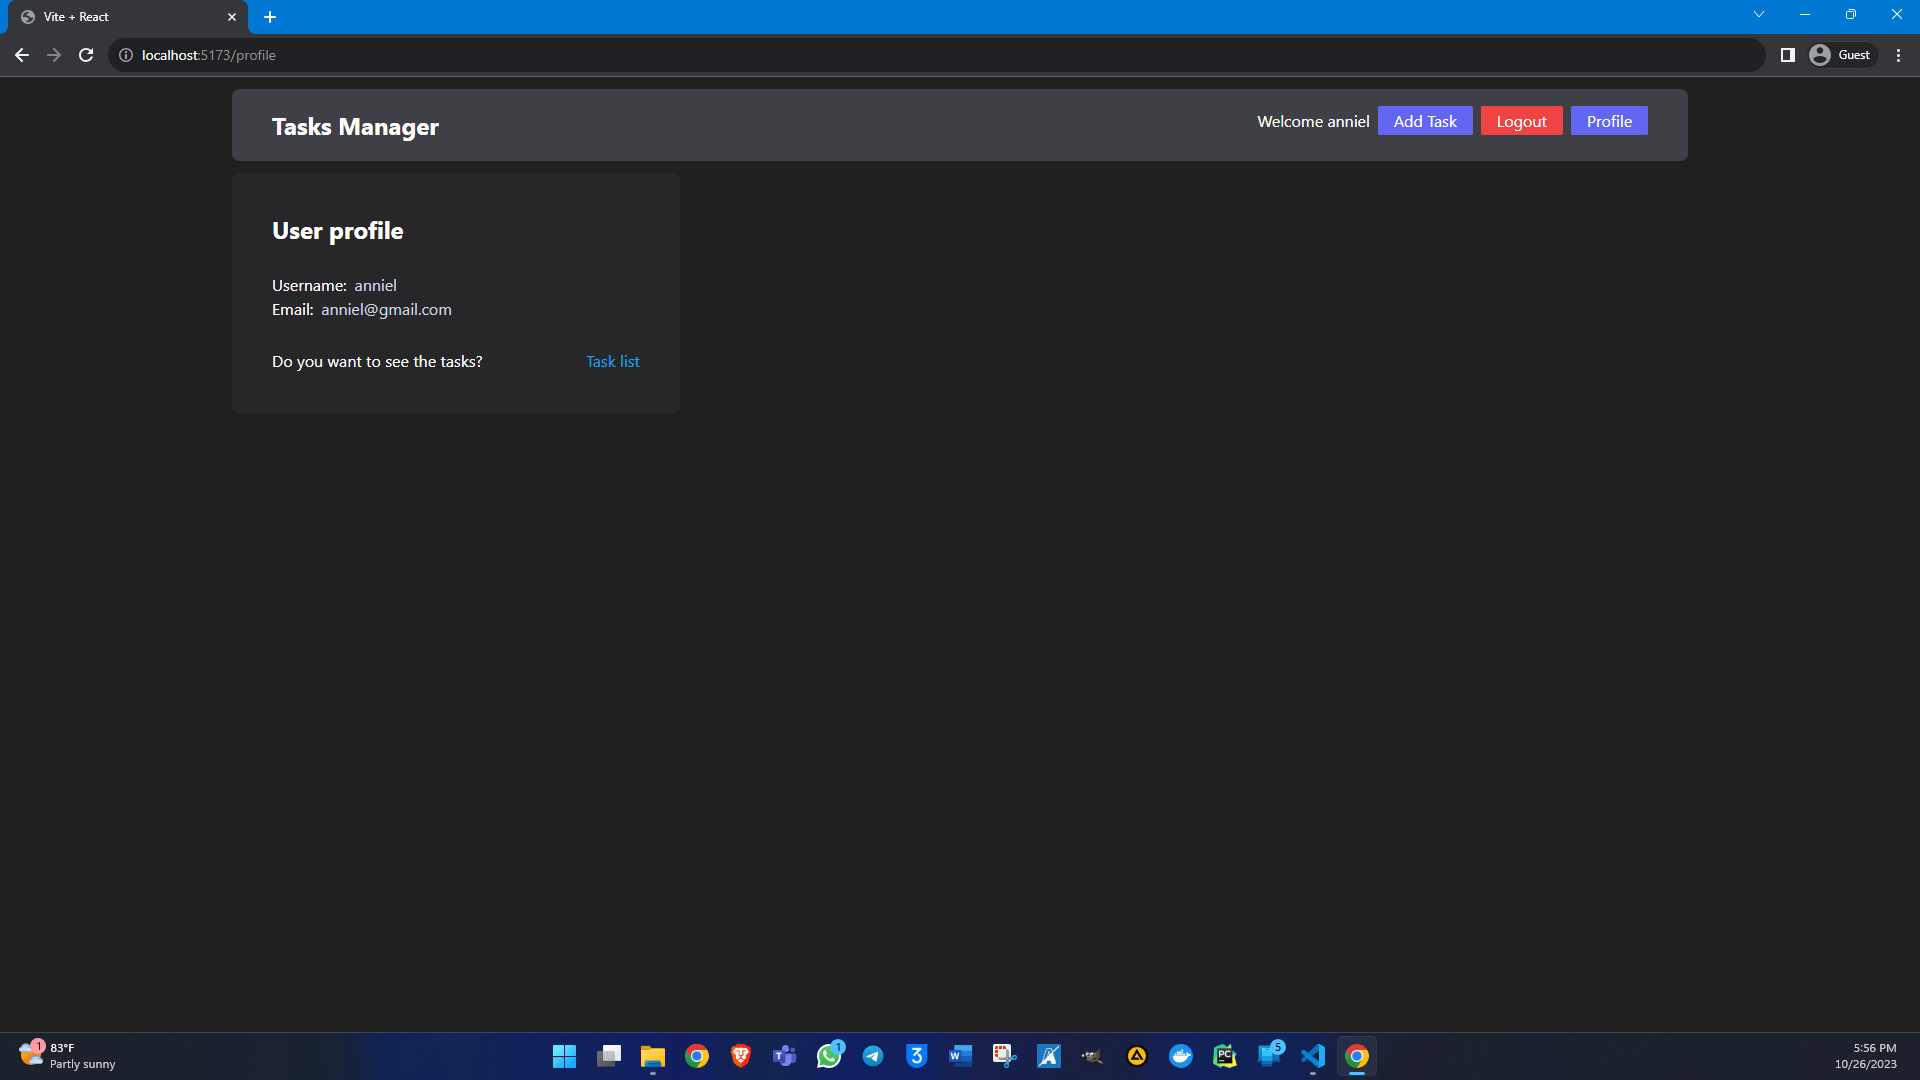 Vite + React
localhost:5173/profile
Guest
Tasks Manager
Welcome anniel
Add Task
Logout
Profile
User profile
Username: anniel
Email: anniel@gmail.com
Do you want to see the tasks? Task list
1
83°F
Partly sunny
T
1
3
W
PC
5
5:56 PM
10/26/2023